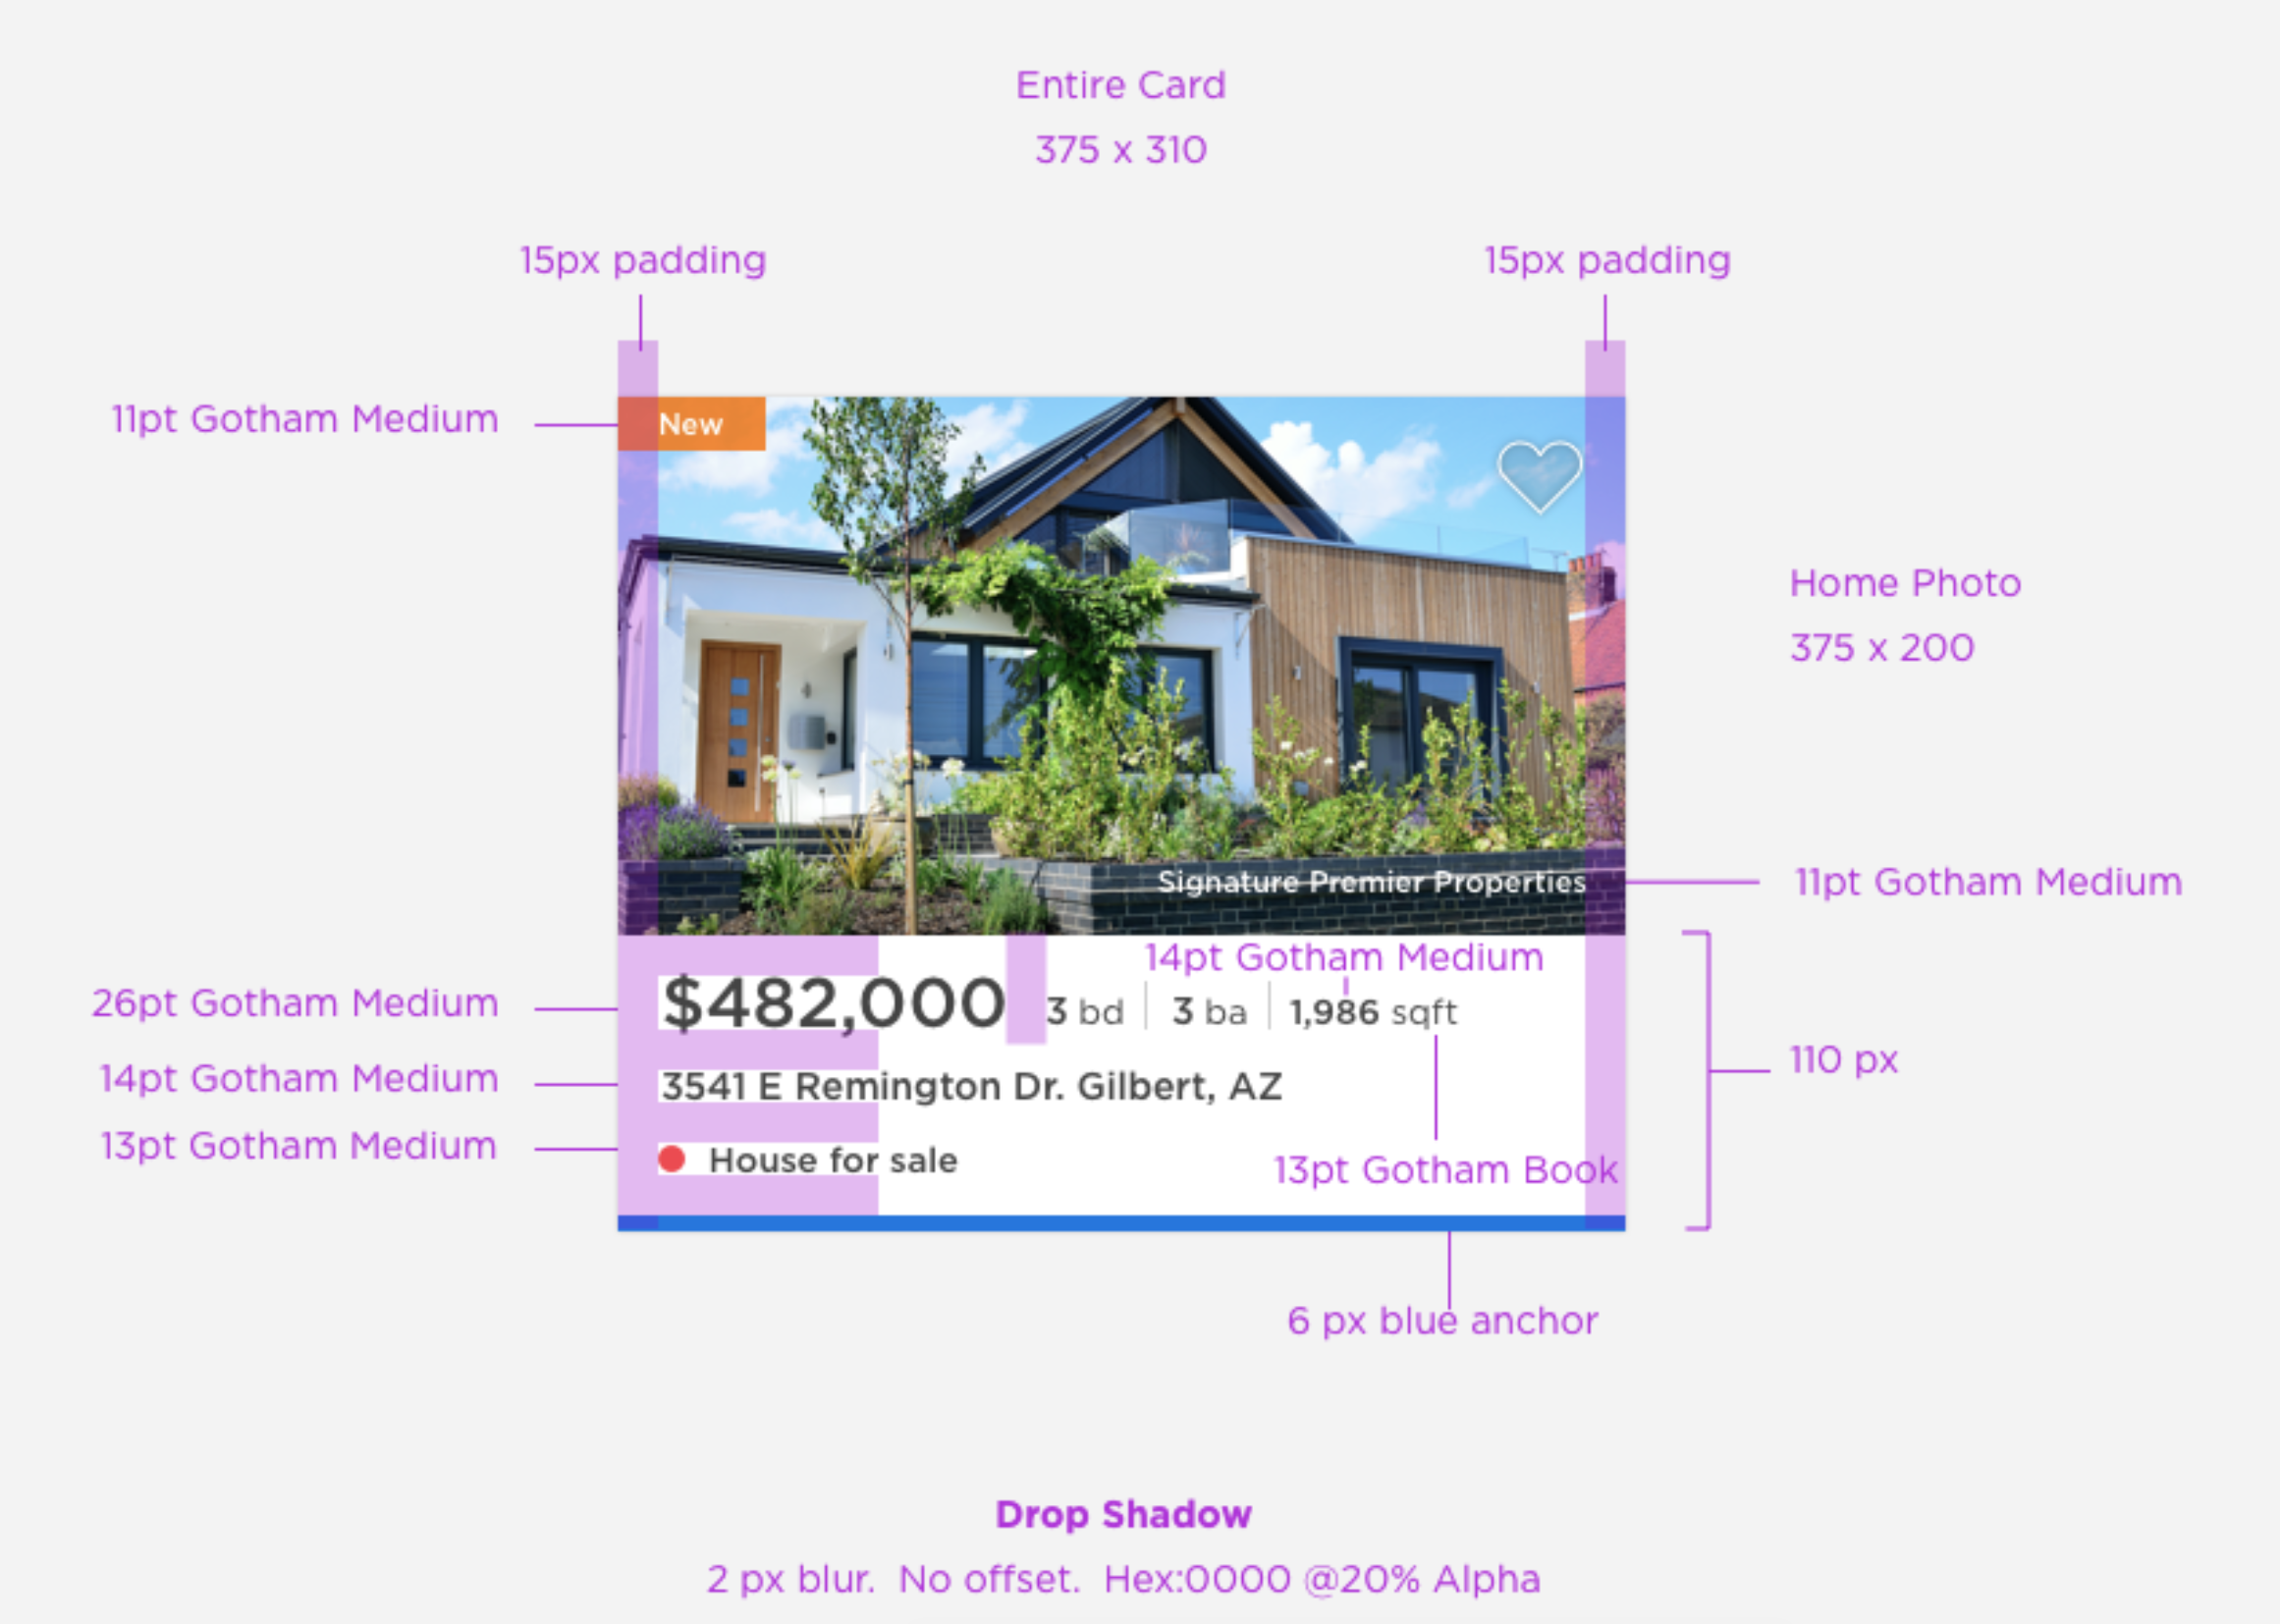 Entire Card
375 x 310
15px padding
15px padding
11pt Gotham Medium
New
Home Photo
375 x 200
Signature Premier Properties
11pt Gotham Medium
14pt Gotham Medium
26pt Gotham Medium
$482,000 3 bd 3 ba 1,986 sqft
110 px
14pt Gotham Medium
3541 E Remington Dr. Gilbert, AZ
13pt Gotham Medium
House for sale
13pt Gotham Book
6 px blue anchor
Drop Shadow
2 px blur. No offset. Hex:0000 @20% Alpha